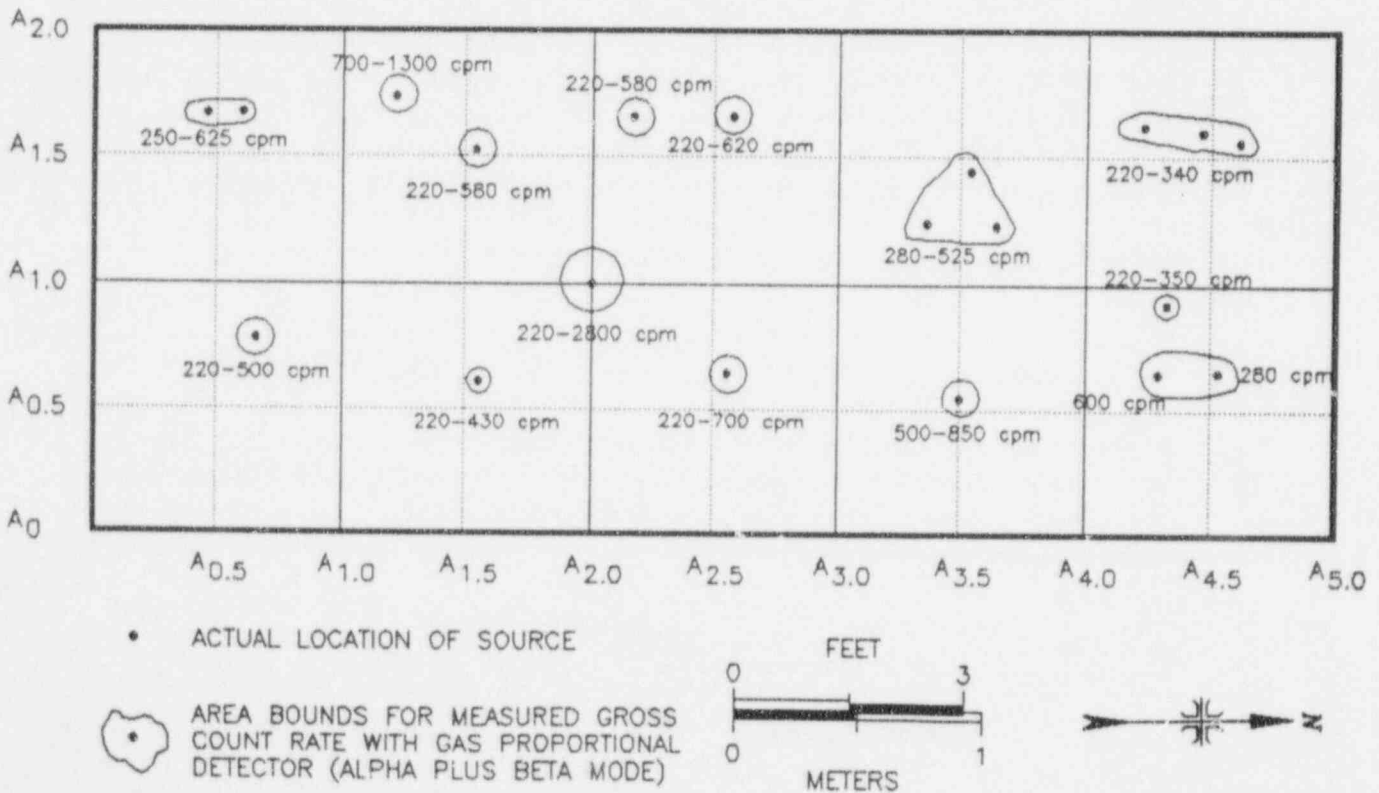 A2.0
700-1300 cpm
220-580 cpm
250-625 cpm
220-620 cpm
A1.5
220-580 cpm
220-340 cpm
280-525 cpm
A1.0
220-350 cpm
220-2800 cpm
220-500 cpm
280 cpm
A0.5
220-430 cpm
220-700 cpm
600 cpm
500-850 cpm
A0
A0.5 A1.0 A1.5 A2.0 A2.5 A3.0 A3.5 A4.0 A4.5 A5.0
ACTUAL LOCATION OF SOURCE
FEET
0 3
AREA BOUNDS FOR MEASURED GROSS
COUNT RATE WITH GAS PROPORTIONAL
DETECTOR (ALPHA PLUS BETA MODE)
0 1
METERS
N